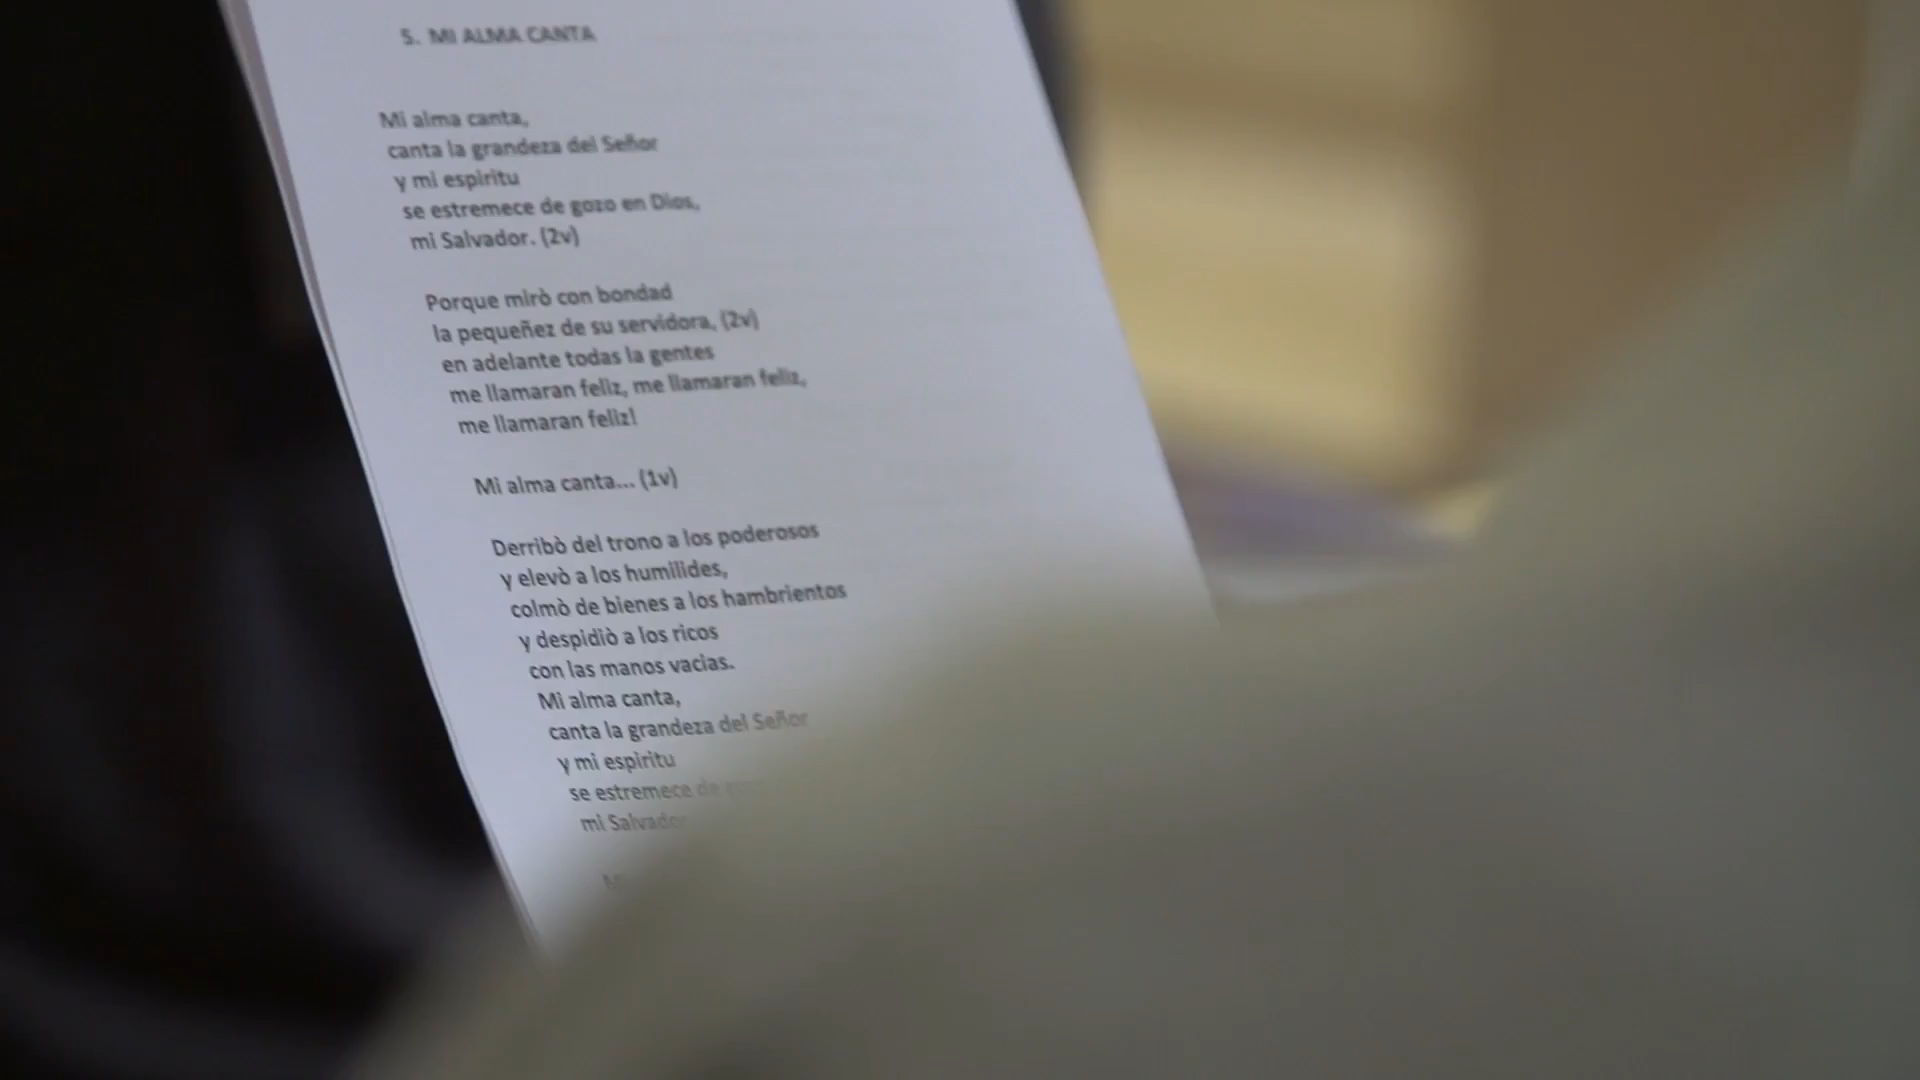 5. MI ALMA CANTA
Mi alma canta,
canta la grandeza del Señor
y mi espiritu
se estremece de gozo en Dios,
mi Salvador. (2v)
Porque mirò con bondad
la pequeñez de su servidora, (2v)
en adelante todas la gentes
me llamaran feliz, me llamaran feliz,
me llamaran feliz!
Mi alma canta... (1v)
Derribò del trono a los poderosos
y elevò a los humilides,
colmò de bienes a los hambrientos
y despidiò a los ricos
con las manos vacias.
Mi alma canta,
canta la grandeza del Señor
y mi espiritu
se estremece de
mi Salvador